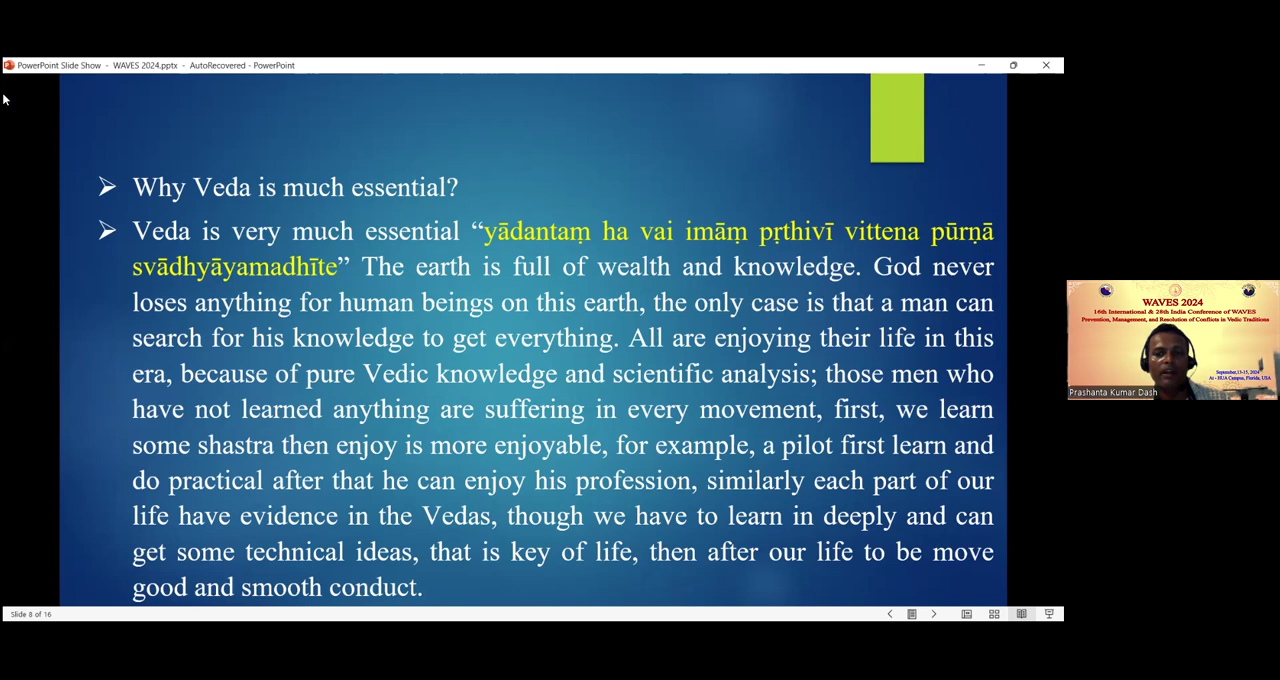 PowerPoint Slide Show - WAVES 2024.pptx - AutoRecovered - PowerPoint
➢ Why Veda is much essential?
➢ Veda is very much essential “yādantaṃ ha vai imāṃ pṛthivī vittena pūrṇā
svādhyāyamadhīte” The earth is full of wealth and knowledge. God never
loses anything for human beings on this earth, the only case is that a man can
search for his knowledge to get everything. All are enjoying their life in this
era, because of pure Vedic knowledge and scientific analysis; those men who
have not learned anything are suffering in every movement, first, we learn
some shastra then enjoy is more enjoyable, for example, a pilot first learn and
do practical after that he can enjoy his profession, similarly each part of our
life have evidence in the Vedas, though we have to learn in deeply and can
get some technical ideas, that is key of life, then after our life to be move
good and smooth conduct.
Slide 8 of 16
WAVES 2024
16th International & 28th India Conference of WAVES
Prevention, Management, and Resolution of Conflicts in Vedic Traditions
September,13-15, 2024
At - HUA Campus, Florida, USA
Prashanta Kumar Dash